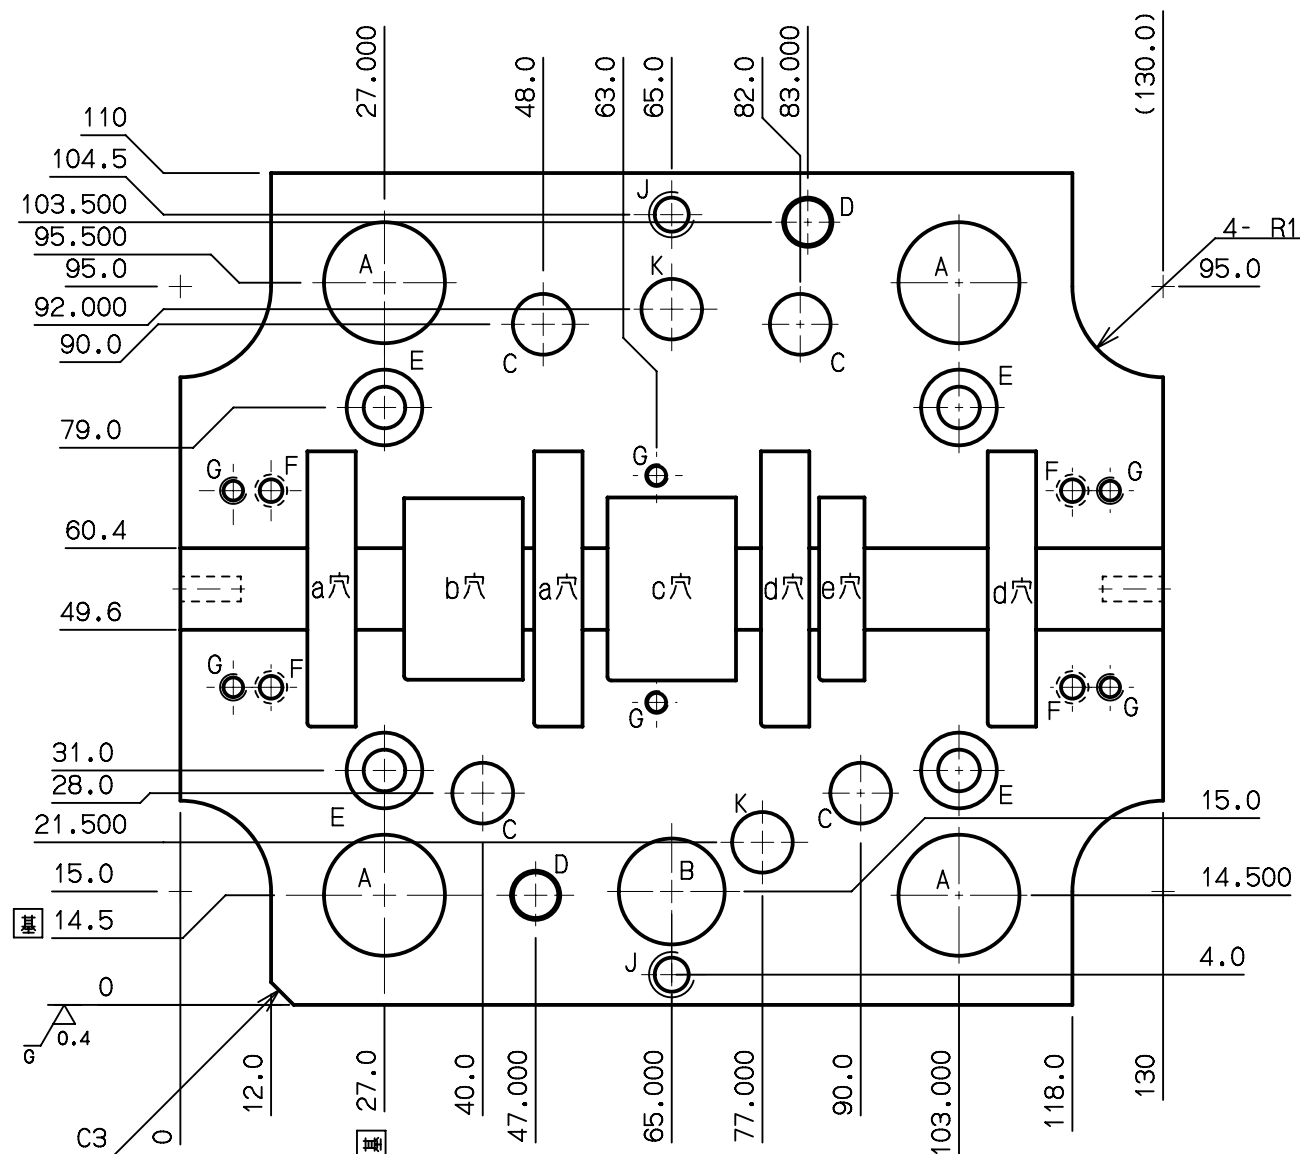 27.000
48.0
63.0
65.0
82.0
83.000
(130.0)
110
104.5
103.500
95.500
95.0
92.000
90.0
79.0
60.4
49.6
31.0
28.0
21.500
15.0
基 14.5
0
G 0.4
C3
4- R1
95.0
15.0
14.500
4.0
J
D
A
K
A
C
C
E
E
G
F
G
F
G
a穴
b穴
a穴
c穴
d穴
e穴
d穴
G
F
G
F
G
E
C
K
C
E
A
D
B
A
J
0
12.0
基 27.0
40.0
47.000
65.000
77.000
90.0
103.000
118.0
130